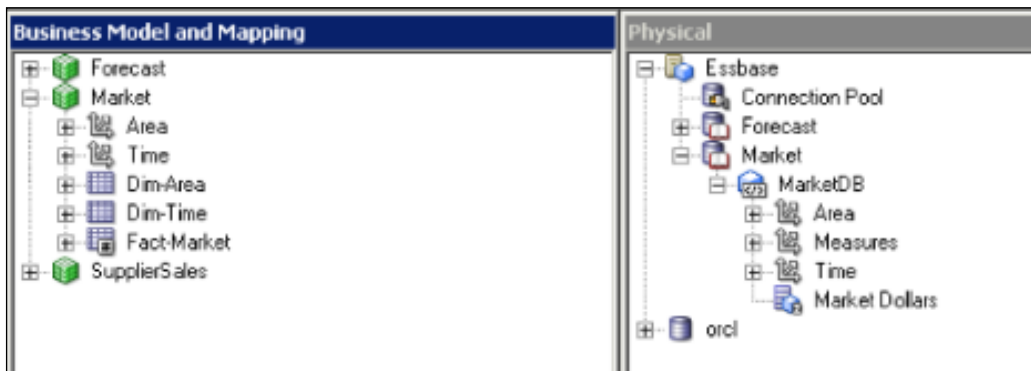 Business Model and Mapping
Forecast
Market
Area
Time
Dim-Area
Dim-Time
Fact-Market
SupplierSales
Physical
Essbase
Connection Pool
Forecast
Market
MarketDB
Area
Measures
Time
Market Dollars
orcl